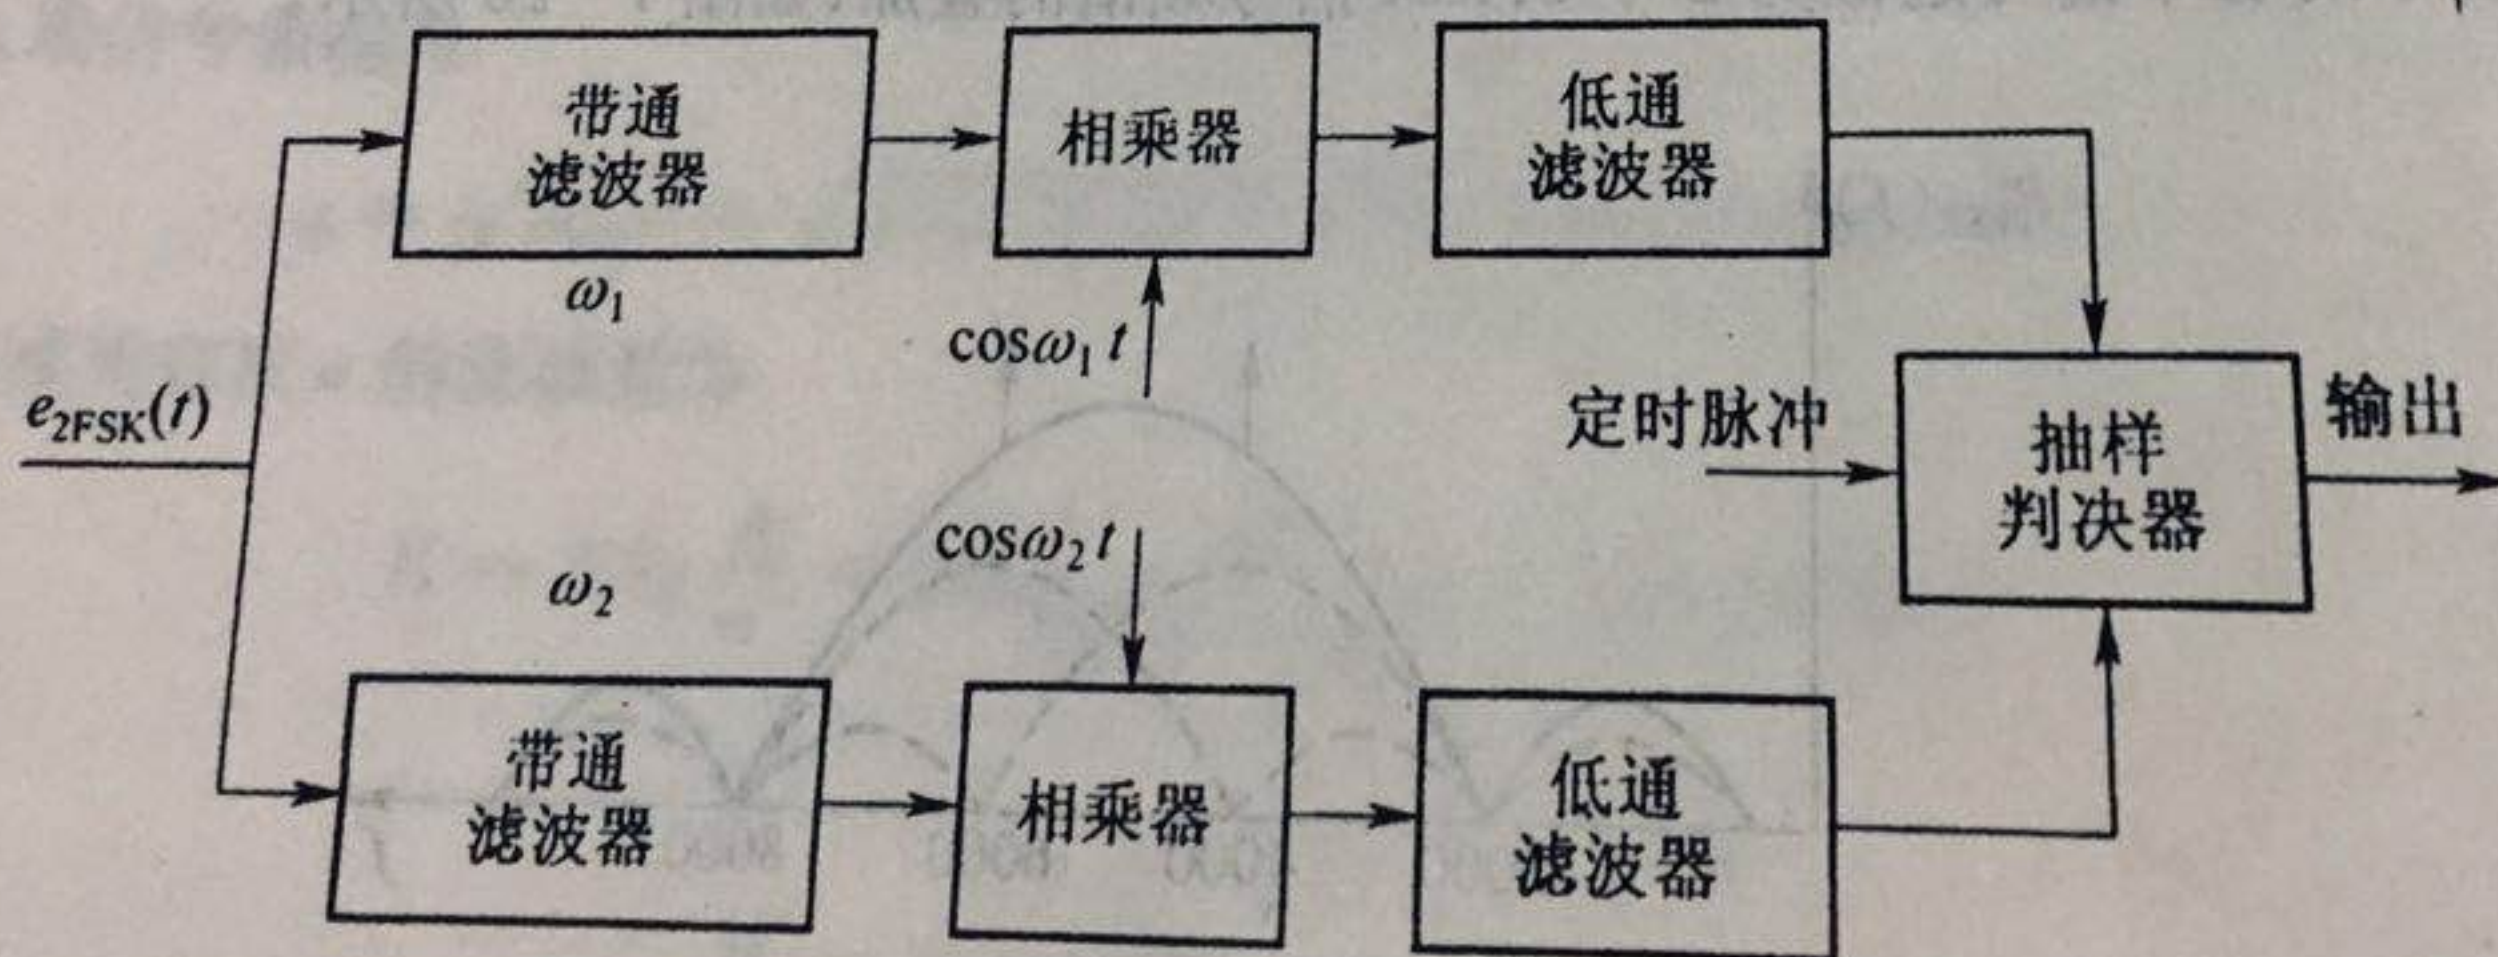 带通
滤波器
相乘器
低通
滤波器
ω₁
cosω₁t
e₂FSK(t)
定时脉冲
抽样
判决器
输出
cosω₂t
ω₂
带通
滤波器
相乘器
低通
滤波器